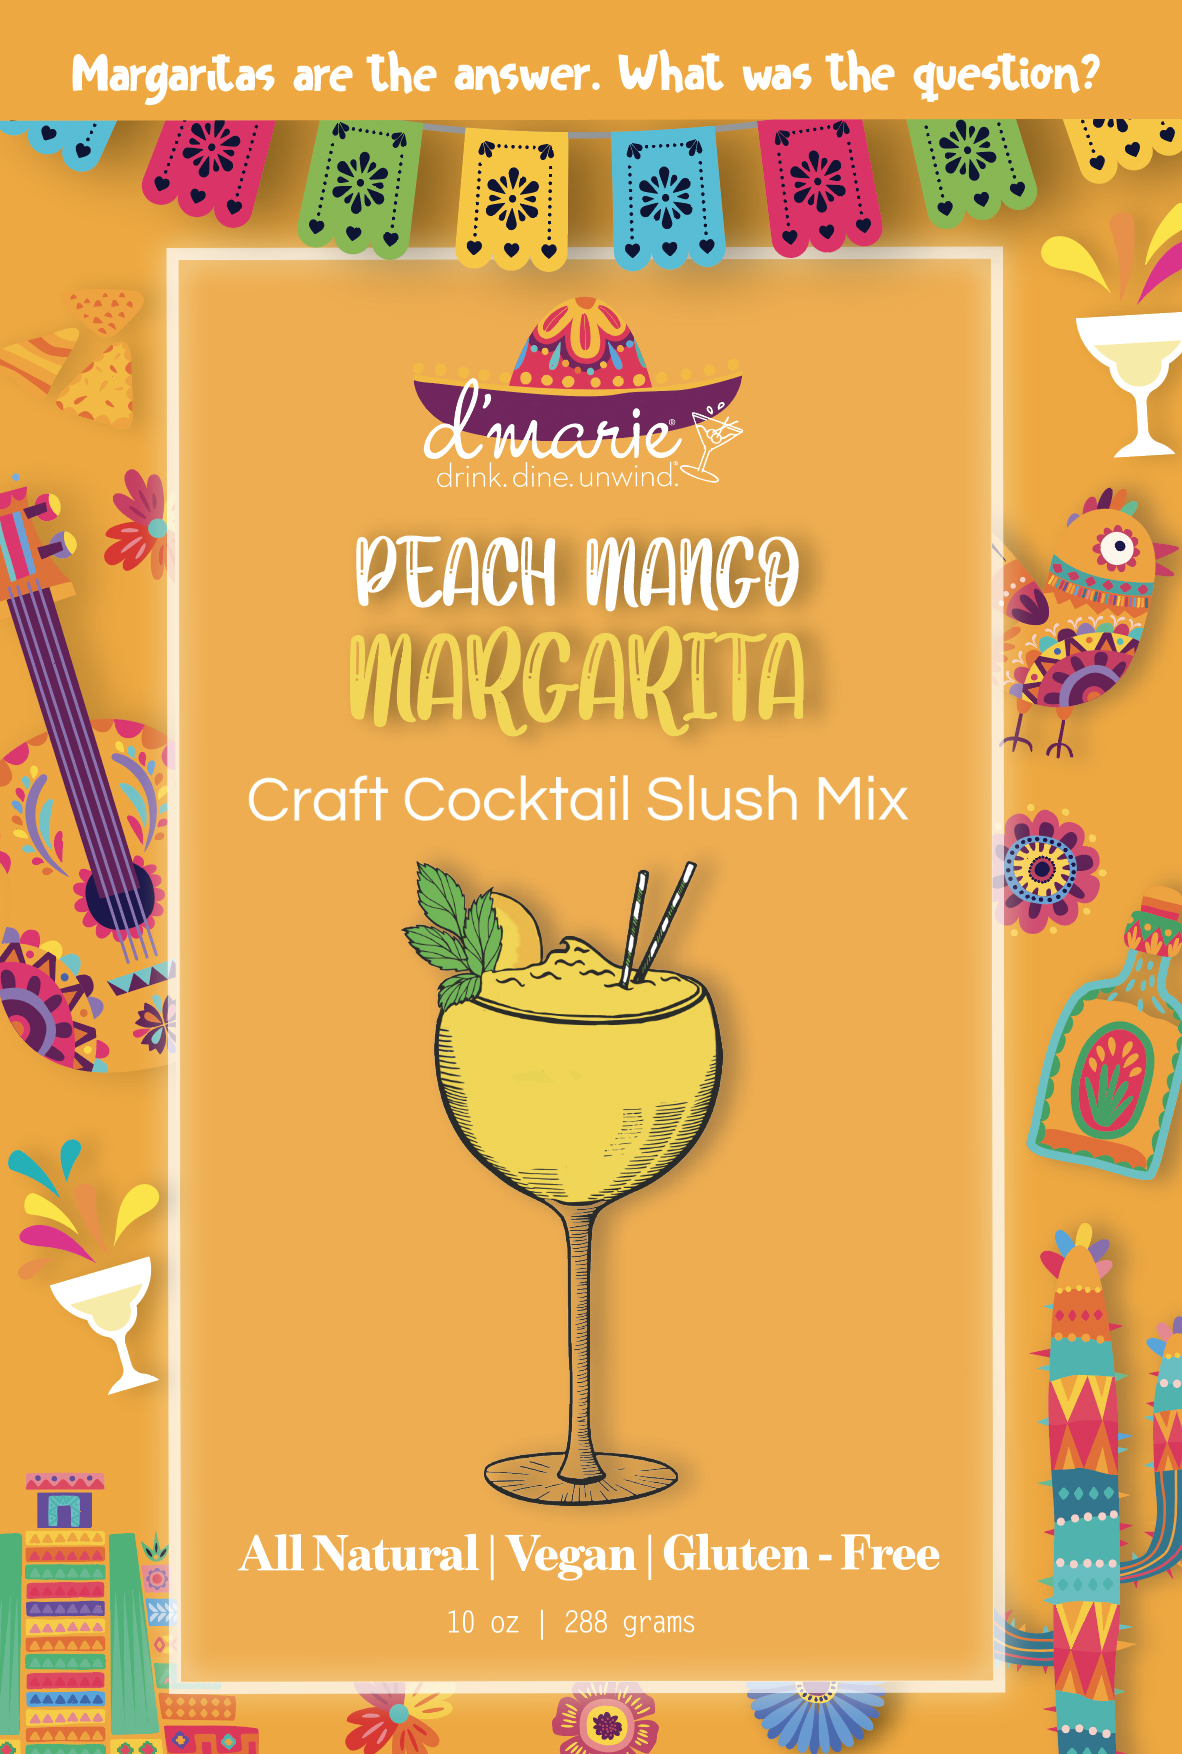 Margaritas are the answer. What was the question?
d'marie®
drink. dine. unwind.®
PEACH MANGO
MARGARITA
Craft Cocktail Slush Mix
All Natural | Vegan | Gluten - Free
10 oz | 288 grams